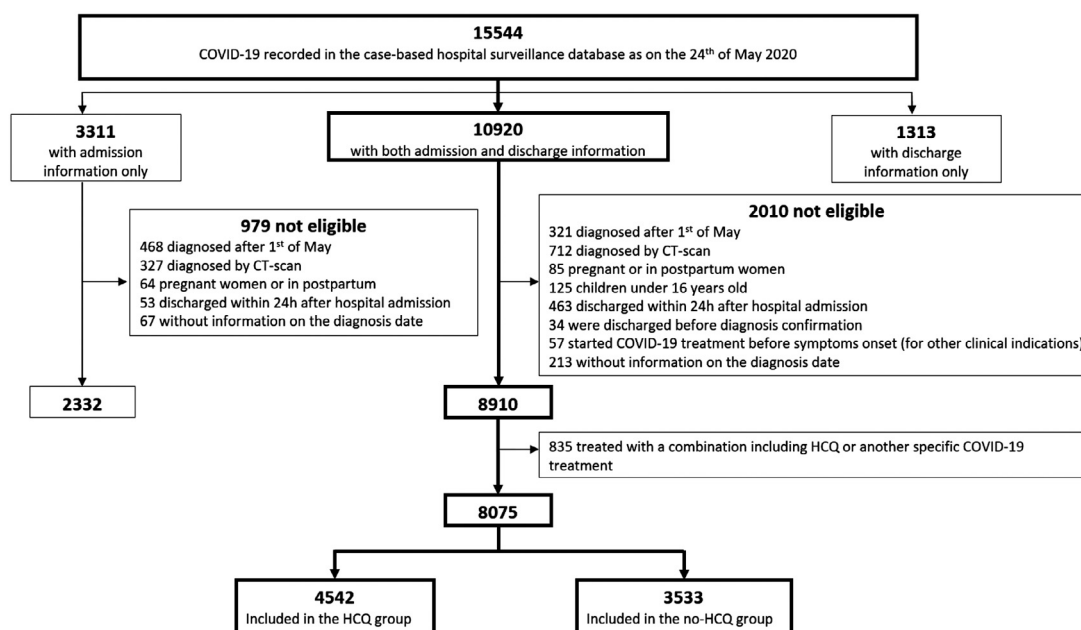 15544
COVID-19 recorded in the case-based hospital surveillance database as on the 24th of May 2020
3311
with admission
information only
10920
with both admission and discharge information
1313
with discharge
information only
979 not eligible
468 diagnosed after 1st of May
327 diagnosed by CT-scan
64 pregnant women or in postpartum
53 discharged within 24h after hospital admission
67 without information on the diagnosis date
2010 not eligible
321 diagnosed after 1st of May
712 diagnosed by CT-scan
85 pregnant or in postpartum women
125 children under 16 years old
463 discharged within 24h after hospital admission
34 were discharged before diagnosis confirmation
57 started COVID-19 treatment before symptoms onset (for other clinical indications)
213 without information on the diagnosis date
2332
8910
835 treated with a combination including HCQ or another specific COVID-19
treatment
8075
4542
Included in the HCQ group
3533
Included in the no-HCQ group